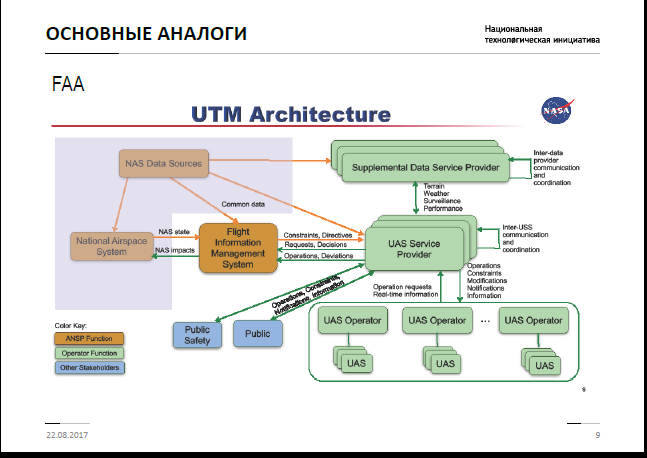 ОСНОВНЫЕ АНАЛОГИ
Национальная
технологическая инициатива
FAA
UTM Architecture
NASA
NAS Data Sources
Supplemental Data Service Provider
Inter-data
provider
communication
and
coordination
Terrain
Weather
Surveillance
Performance
Common data
National Airspace
System
NAS state
NAS impacts
Flight
Information
Management
System
Constraints, Directives
Requests, Decisions
Operations, Deviations
UAS Service
Provider
Inter-USS
communication
and
coordination
Operations, Constraints,
Notifications, Information
Operation requests
Real-time information
Operations
Constraints
Modifications
Notifications
Information
Public
Safety
Public
UAS Operator
UAS Operator
...
UAS Operator
UAS
UAS
UAS
Color Key:
ANSP Function
Operator Function
Other Stakeholders
9
22.08.2017
9